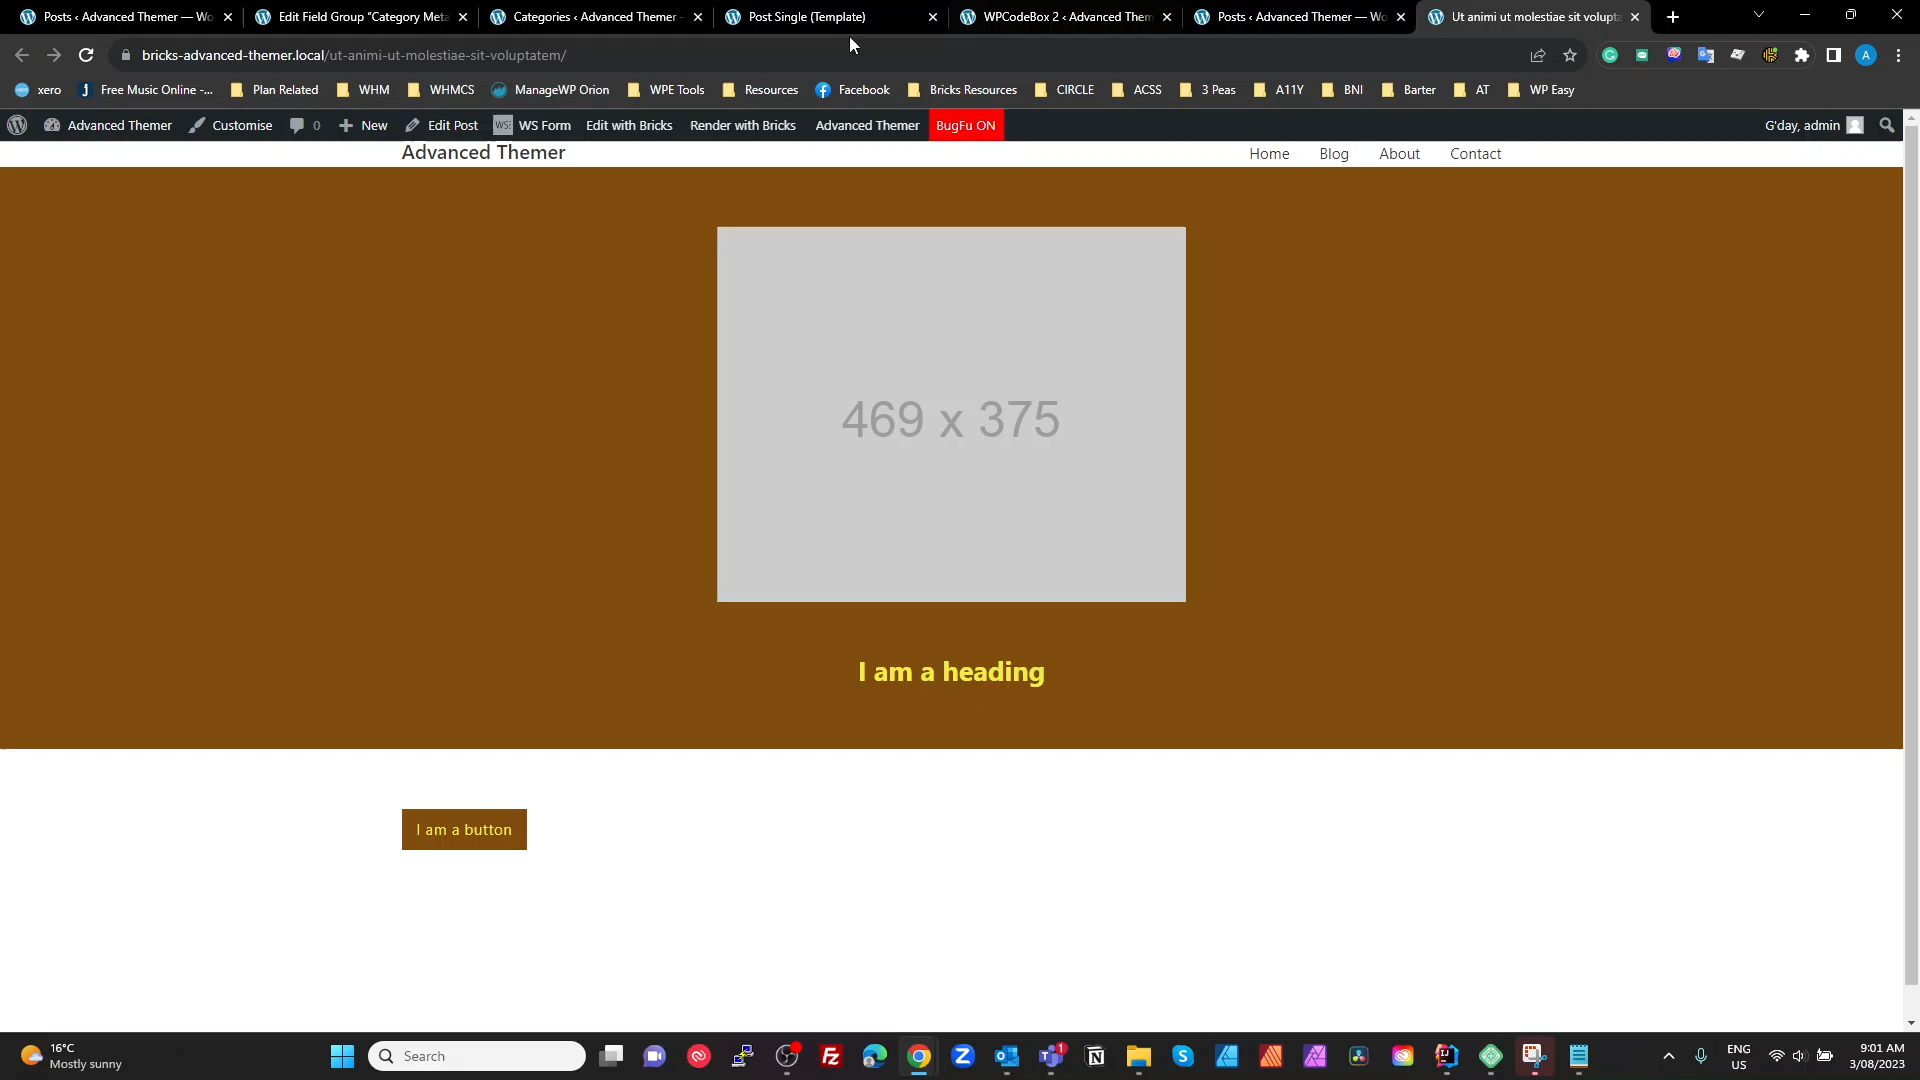 Posts ‹ Advanced Themer — Wo
Edit Field Group "Category Meta
Categories ‹ Advanced Themer
Post Single (Template)
WPCodeBox 2 ‹ Advanced Them
Posts ‹ Advanced Themer — Wo
Ut animi ut molestiae sit volupta
bricks-advanced-themer.local/ut-animi-ut-molestiae-sit-voluptatem/
A
xero
Free Music Online -...
Plan Related
WHM
WHMCS
ManageWP Orion
WPE Tools
Resources
Facebook
Bricks Resources
CIRCLE
ACSS
3 Peas
A11Y
BNI
Barter
AT
WP Easy
Advanced Themer
Customise
0
New
Edit Post
WS Form
Edit with Bricks
Render with Bricks
Advanced Themer
BugFu ON
G'day, admin
Advanced Themer
Home
Blog
About
Contact
469 x 375
I am a heading
I am a button
16°C
Mostly sunny
Search
1
ENG
US
9:01 AM
3/08/2023